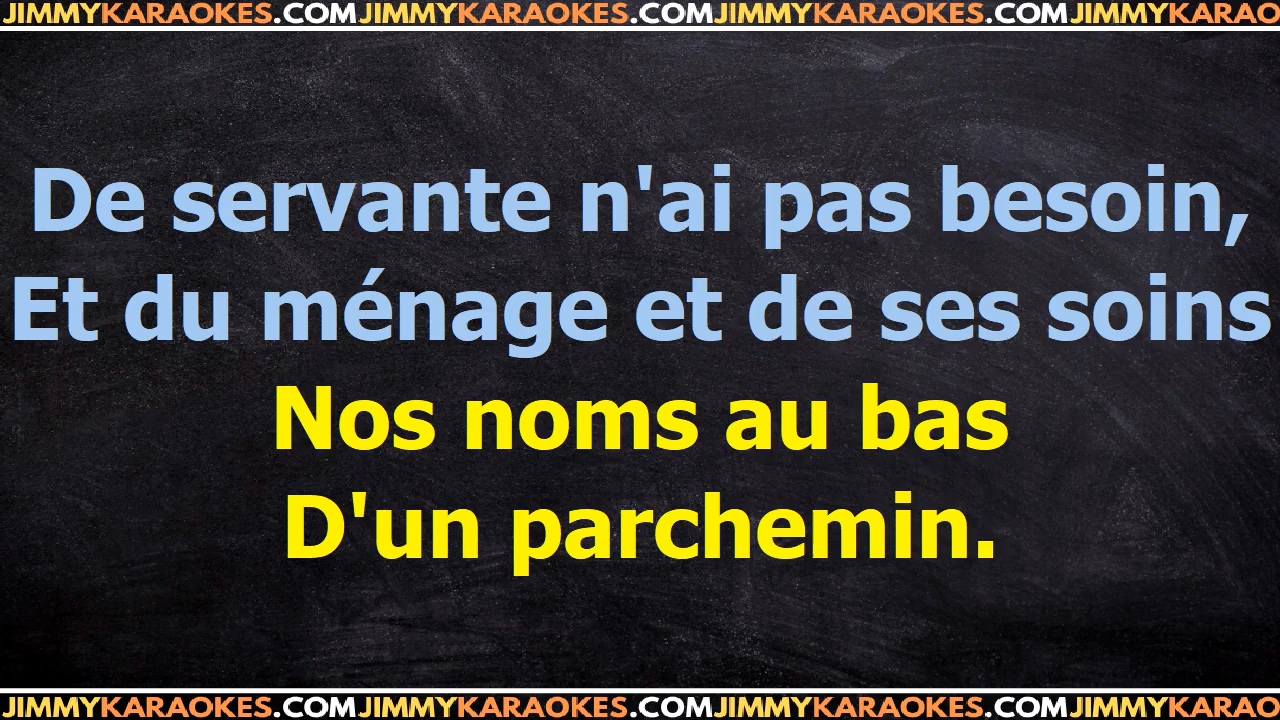 JIMMYKARAOKES.COMJIMMYKARAOKES.COMJIMMYKARAOKES.COMJIMMYKARAO
De servante n'ai pas besoin,
Et du ménage et de ses soins
Nos noms au bas
D'un parchemin.
JIMMYKARAOKES.COMJIMMYKARAOKES.COMJIMMYKARAOKES.COMJIMMYKARAO